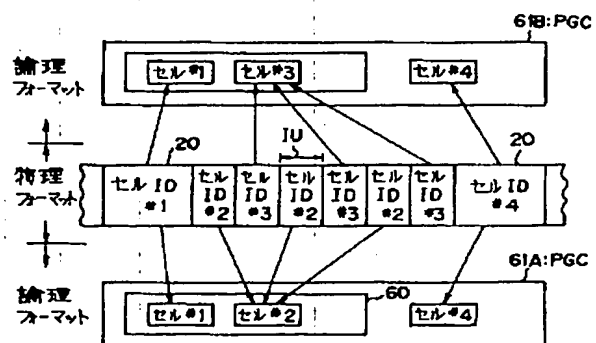 61B:PGC
論理
フォーマット
セル#1
セル#3
セル#4
20
IU
20
物理
フォーマット
セル ID
#1
セル
ID
#2
セル
ID
#3
セル
ID
#2
セル
ID
#3
セル
ID
#2
セル
ID
#3
セル ID
#4
61A:PGC
論理
フォーマット
60
セル#1
セル#2
セル#4